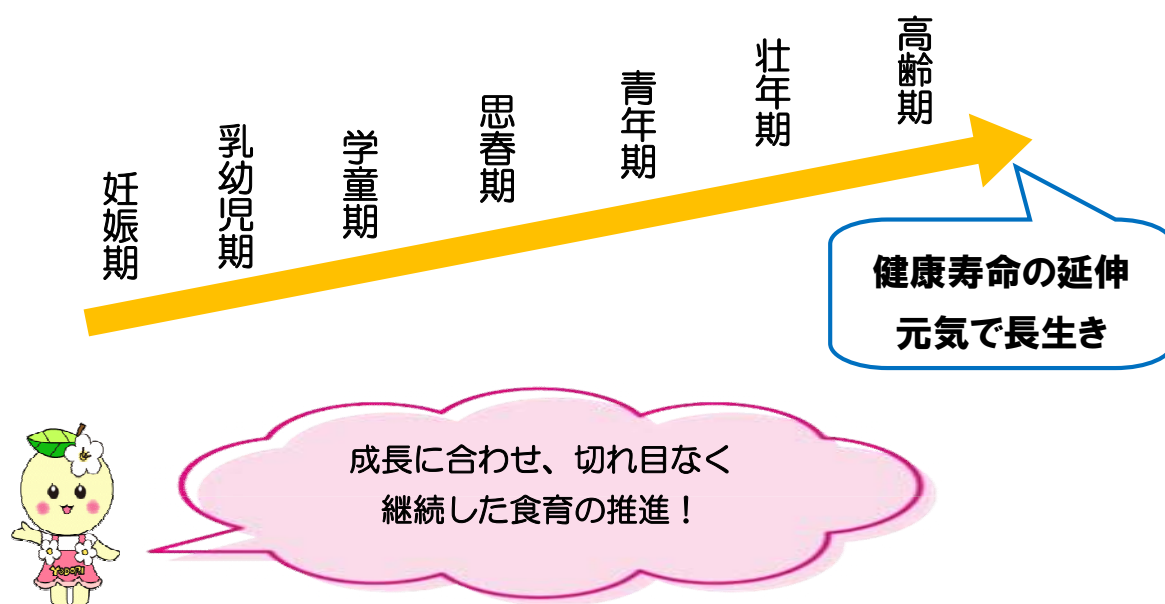 妊娠期
乳幼児期
学童期
思春期
青年期
壮年期
高齢期
健康寿命の延伸
元気で長生き
成長に合わせ、切れ目なく
継続した食育の推進！